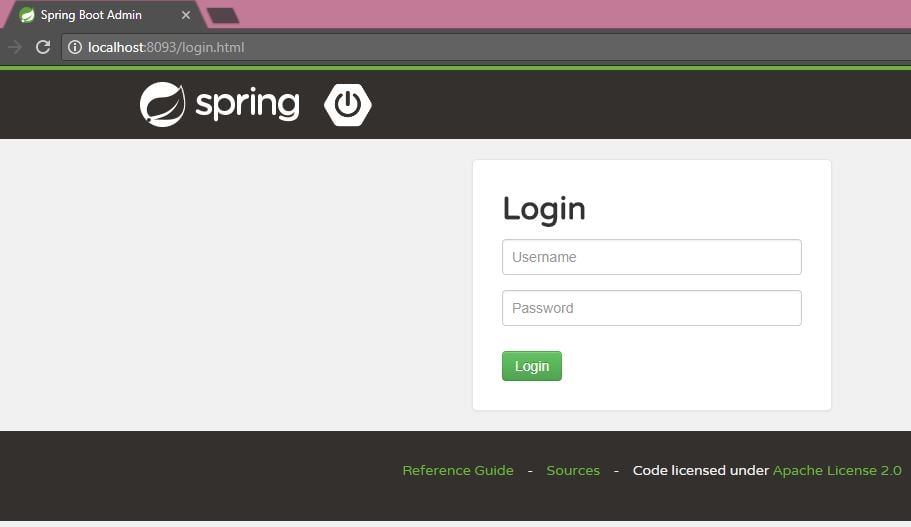 Spring Boot Admin
localhost:8093/login.html
spring
Login
Username
Password
Login
Reference Guide - Sources - Code licensed under Apache License 2.0